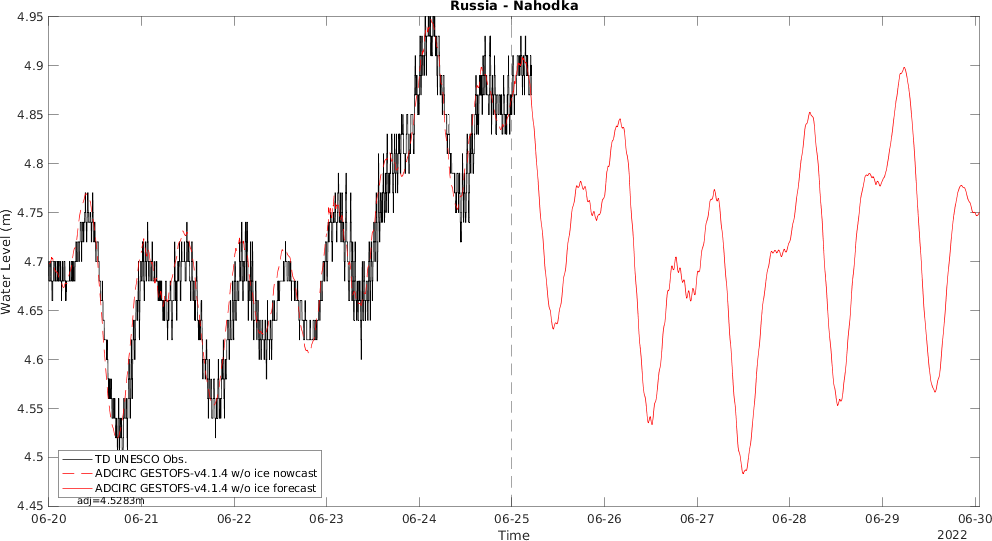 Russia - Nahodka
4.95
4.9
4.85
4.8
4.75
4.7
4.65
4.6
4.55
4.5
4.45
Water Level (m)
TD UNESCO Obs.
ADCIRC GESTOFS-v4.1.4 w/o ice nowcast
ADCIRC GESTOFS-v4.1.4 w/o ice forecast
adj=4.5283m
06-20 06-21 06-22 06-23 06-24 06-25 06-26 06-27 06-28 06-29 06-30
Time
2022